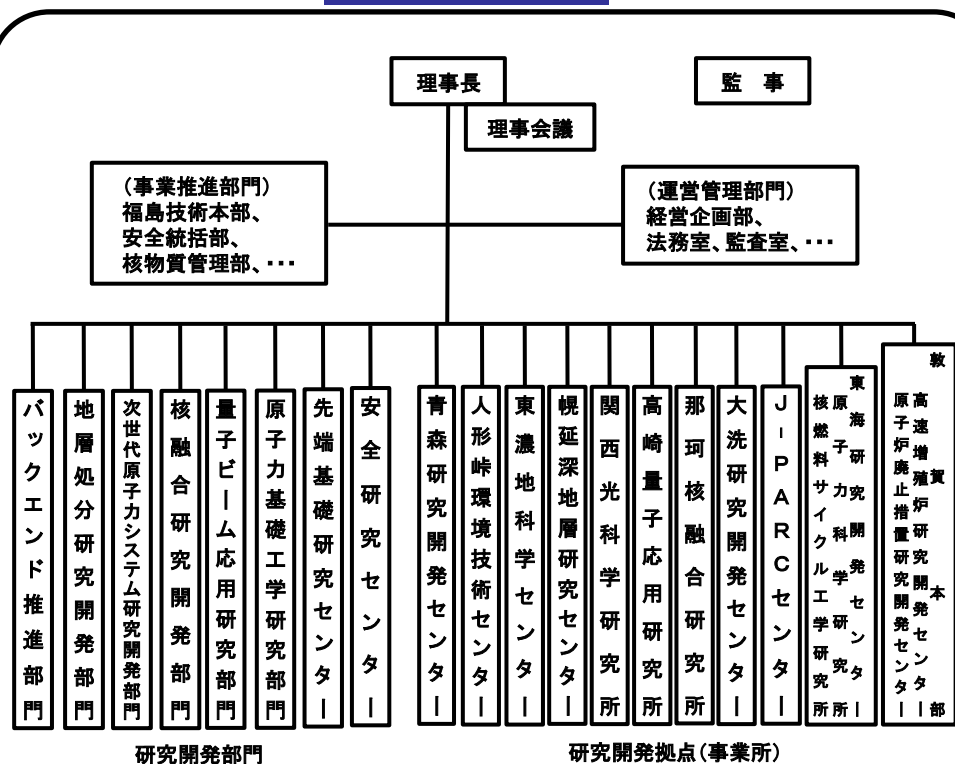 理事長
監　事
理事会議
（事業推進部門）
福島技術本部、
安全統括部、
核物質管理部、・・・
（運営管理部門）
経営企画部、
法務室、監査室、・・・
バックエンド推進部門
地層処分研究開発部門
次世代原子力システム研究開発部門
核融合研究開発部門
量子ビーム応用研究部門
原子力基礎工学研究部門
先端基礎研究センター
安全研究センター
青森研究開発センター
人形峠環境技術センター
東濃地科学センター
幌延深地層研究センター
関西光科学研究所
高崎量子応用研究所
那珂核融合研究所
大洗研究開発センター
J-PARCセンター
東海研究開発センター
原子力科学研究所
核燃料サイクル工学研究所
敦賀本部
高速増殖炉研究開発センター
原子炉廃止措置研究開発センター
研究開発部門
研究開発拠点（事業所）